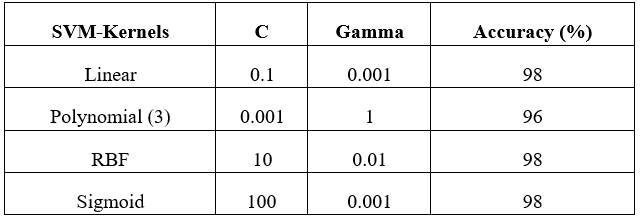 SVM-Kernels C Gamma Accuracy (%)
Linear 0.1 0.001 98
Polynomial (3) 0.001 1 96
RBF 10 0.01 98
Sigmoid 100 0.001 98